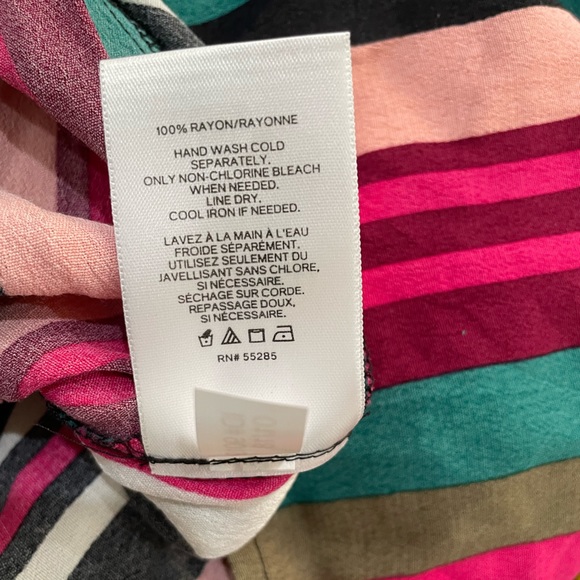 100% RAYON/RAYONNE
HAND WASH COLD
SEPARATELY.
ONLY NON-CHLORINE BLEACH
WHEN NEEDED.
LINE DRY.
COOL IRON IF NEEDED.
LAVEZ À LA MAIN À L'EAU
FROIDE SÉPARÉMENT.
UTILISEZ SEULEMENT DU
JAVELLISANT SANS CHLORE,
SI NÉCESSAIRE.
SÉCHAGE SUR CORDE.
REPASSAGE DOUX,
SI NÉCESSAIRE.
RN# 55285